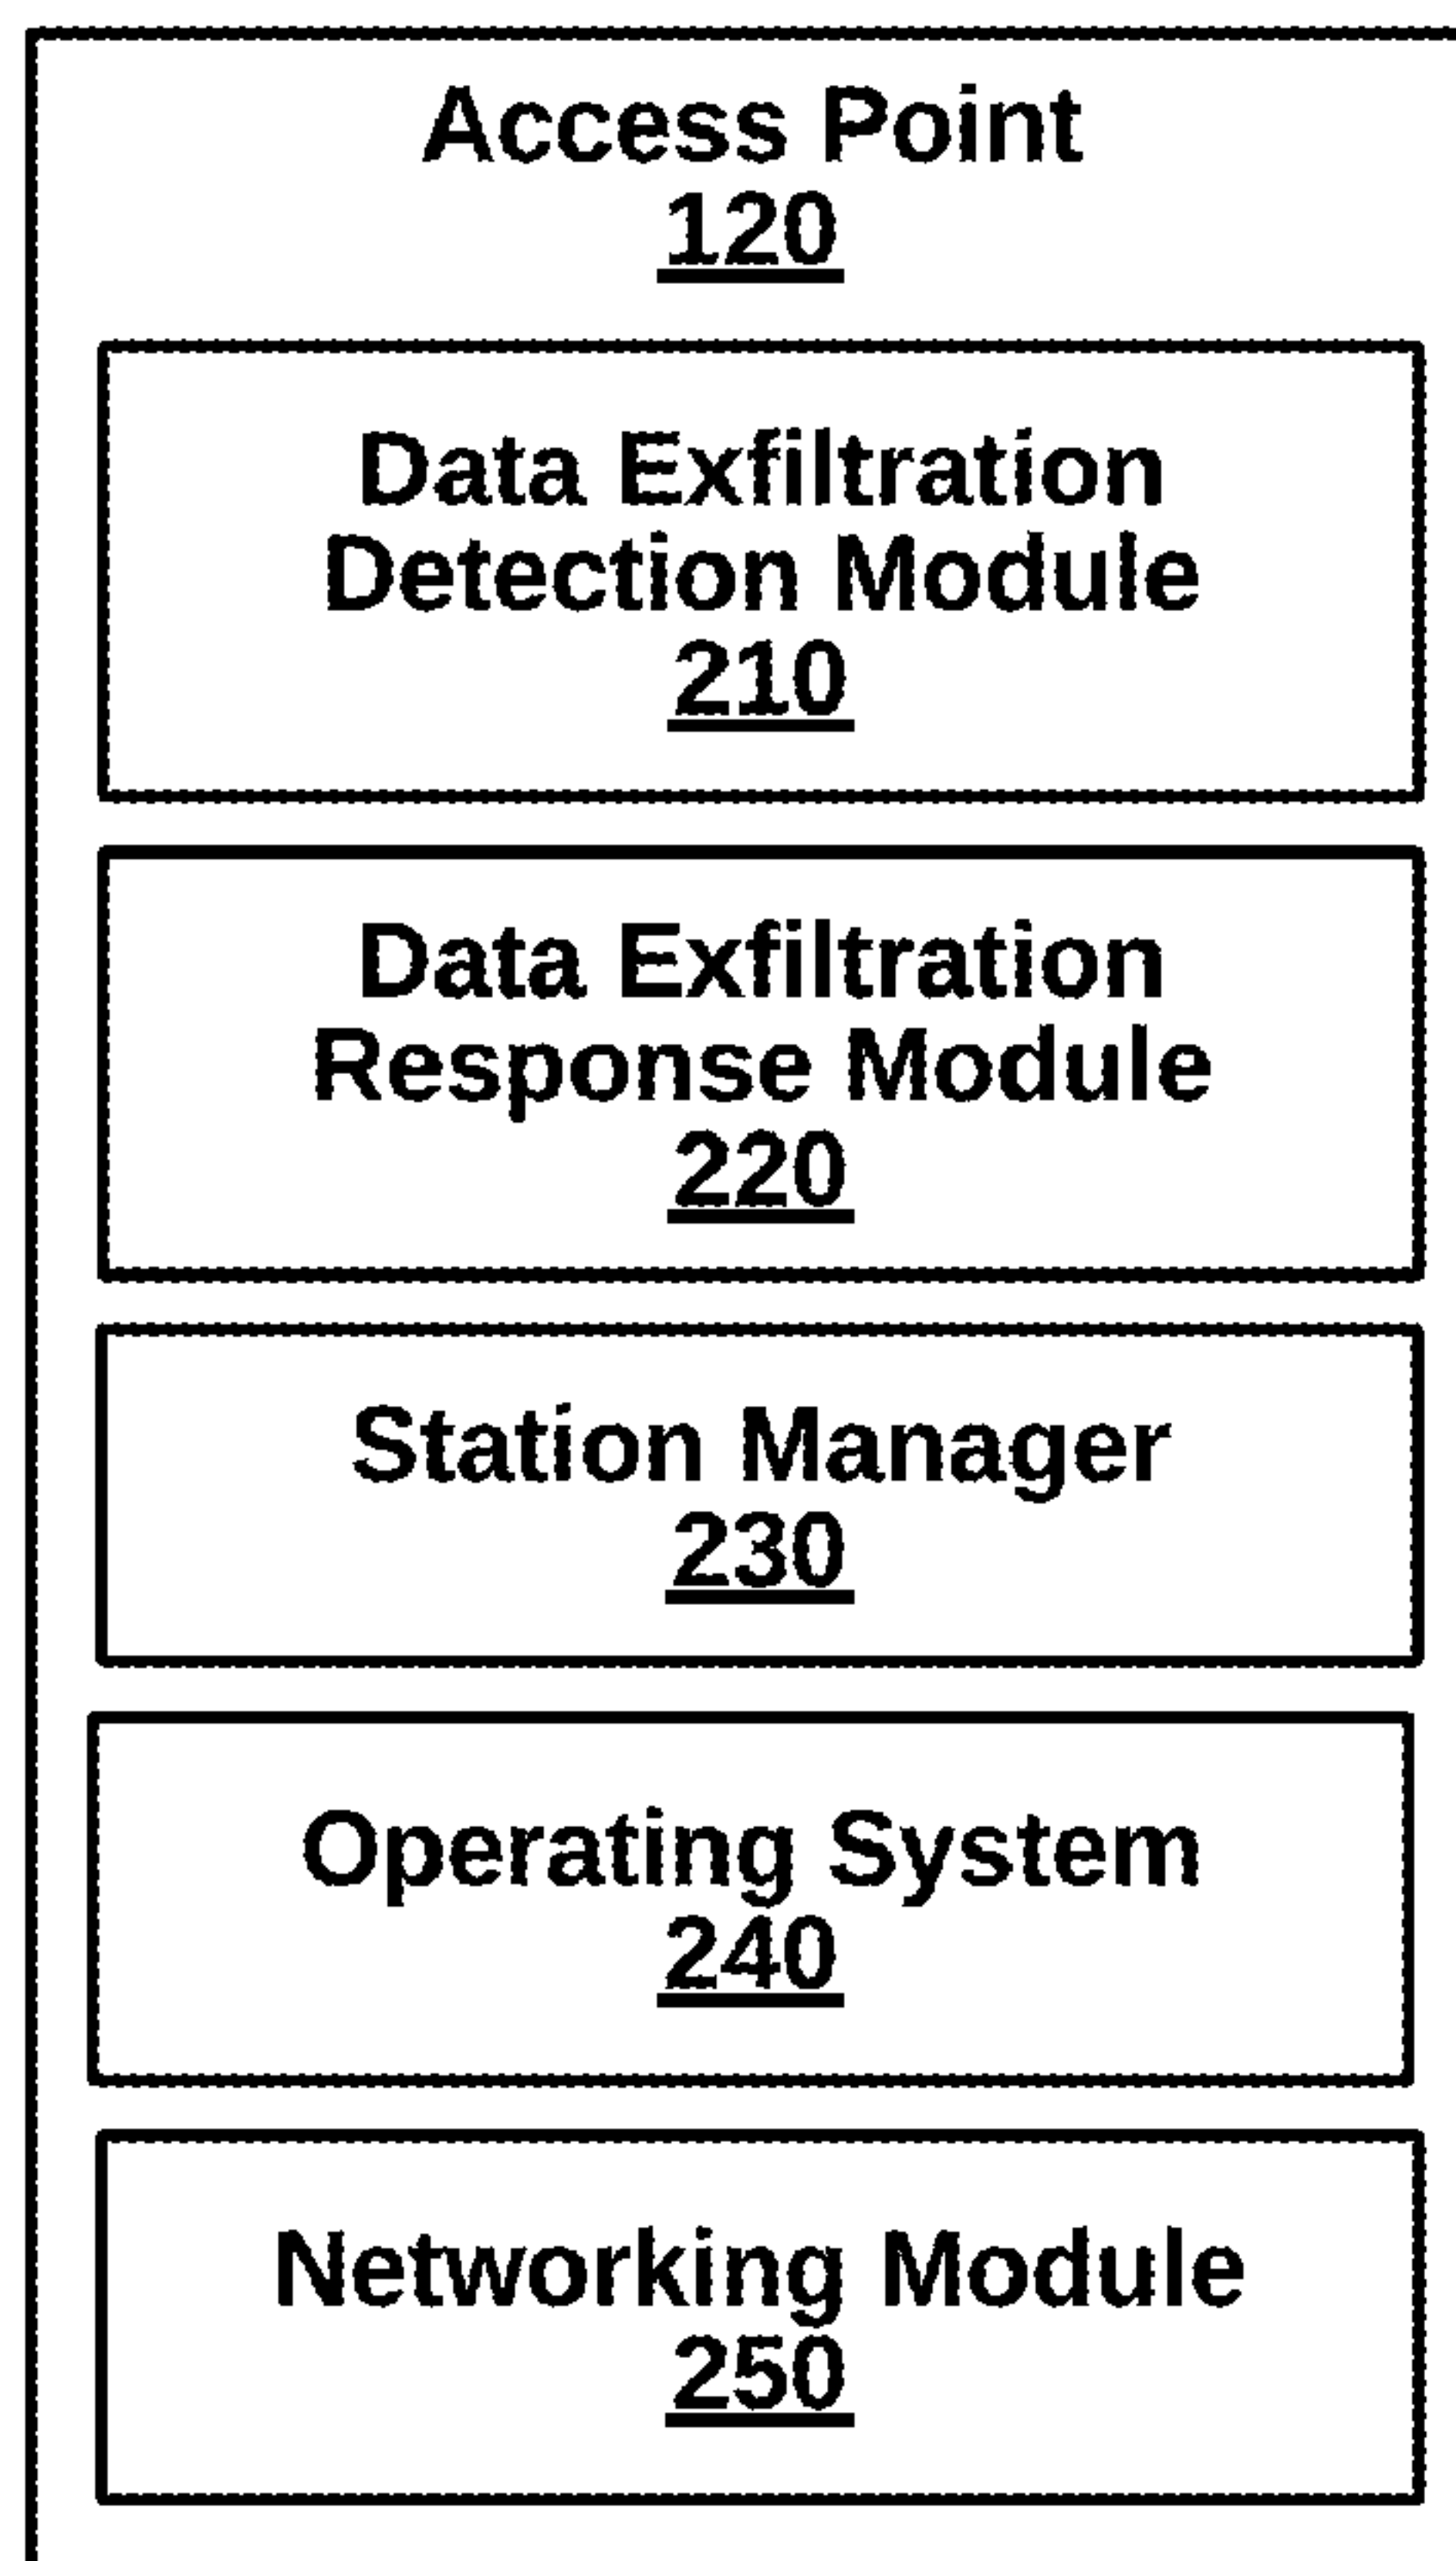 Access Point
120
Data Exfiltration
Detection Module
210
Data Exfiltration
Response Module
220
Station Manager
230
Operating System
240
Networking Module
250